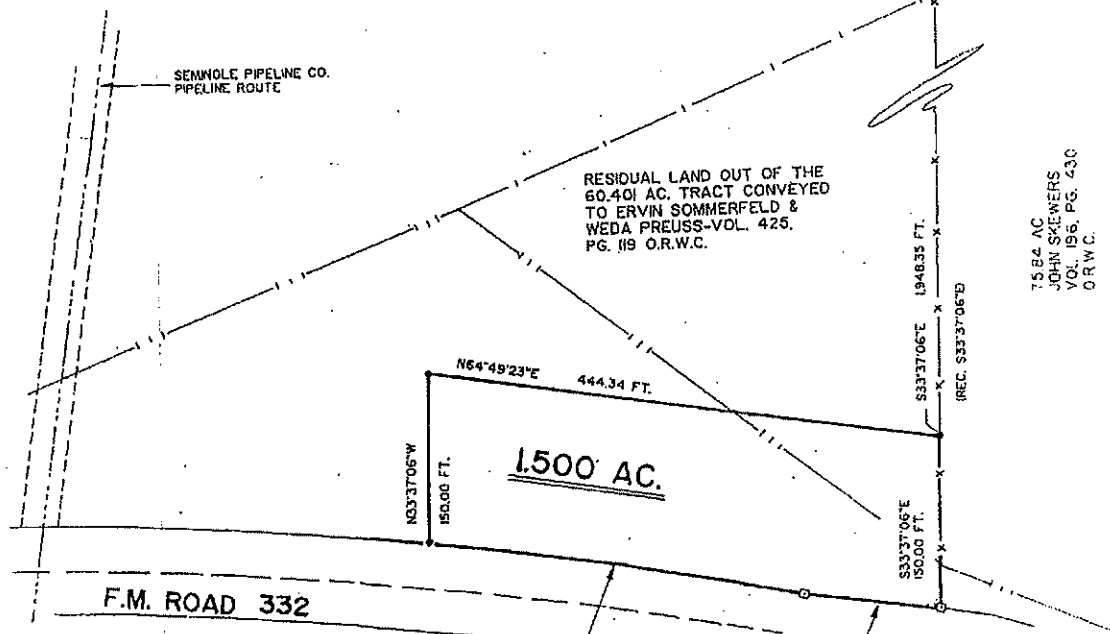 SEMINOLE PIPELINE CO.
PIPELINE ROUTE
RESIDUAL LAND OUT OF THE
60.401 AC. TRACT CONVEYED
TO ERVIN SOMMERFELD &
WEDA PREUSS-VOL. 425,
PG. 119 O.R.W.C.
75.84 AC
JOHN SKEWERS
VOL. 196, PG. 430
O.R.W.C.
S33°37'06"E 1,948.35 FT.
(REC. S33°37'06"E)
N64°49'23"E 444.34 FT.
N33°37'06"W
150.00 FT.
1.500 AC.
S33°37'06"E
150.00 FT.
F.M. ROAD 332